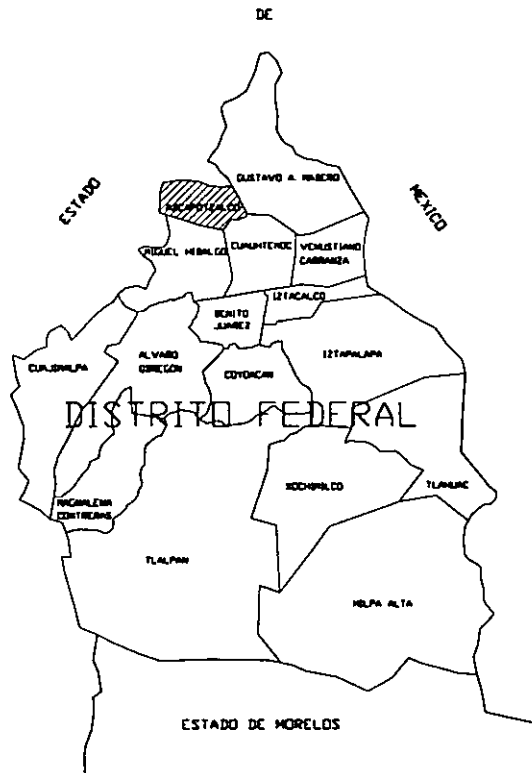 DE
GUSTAVO A. MADERO
ESTADO
MEXICO
AZCAPOTZALCO
MIGUEL HIDALGO
CUAUHTEMOC
VENUSTIANO
CARRANZA
IZTACALCO
BENITO
JUAREZ
CUAJIMALPA
ALVARO
OBREGON
COYOACAN
IZTAPALAPA
DISTRITO FEDERAL
MAGDALENA
CONTRERAS
XOCHIMILCO
TLAHUAC
TLALPAN
MILPA ALTA
ESTADO DE MORELOS